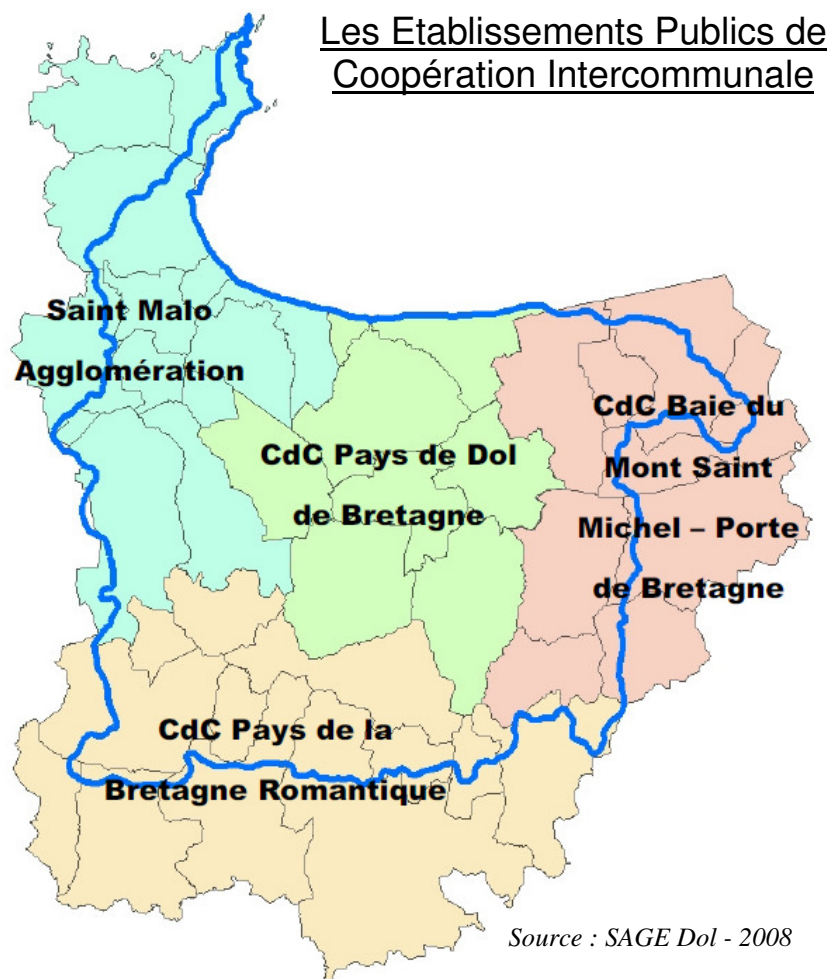 Les Etablissements Publics de
Coopération Intercommunale
Saint Malo
Agglomération
CdC Pays de Dol
de Bretagne
CdC Baie du
Mont Saint
Michel – Porte
de Bretagne
CdC Pays de la
Bretagne Romantique
Source : SAGE Dol - 2008